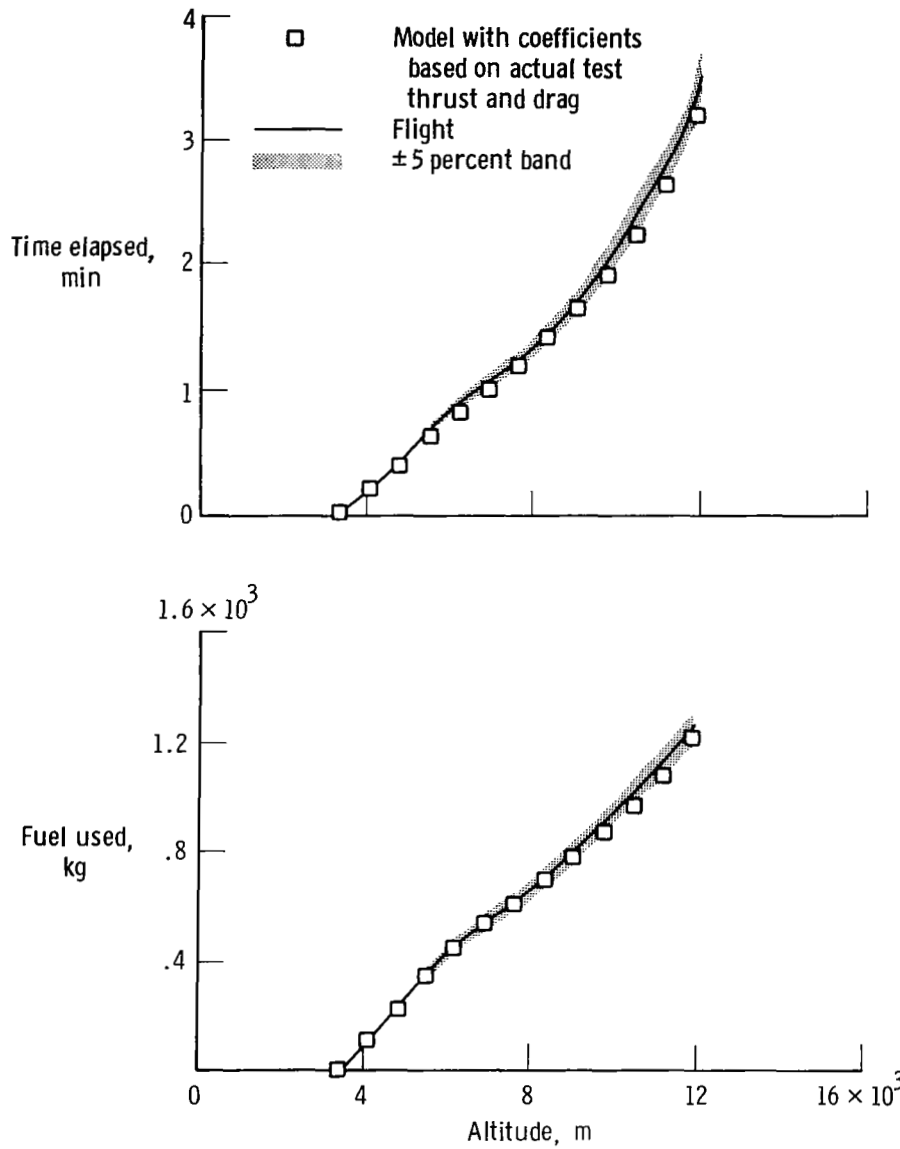 4
Model with coefficients
based on actual test
thrust and drag
Flight
±5 percent band
3
Time elapsed,
min
2
1
0
1.6 × 10³
1.2
Fuel used,
kg
.8
.4
0 4 8 12 16 × 10³
Altitude, m